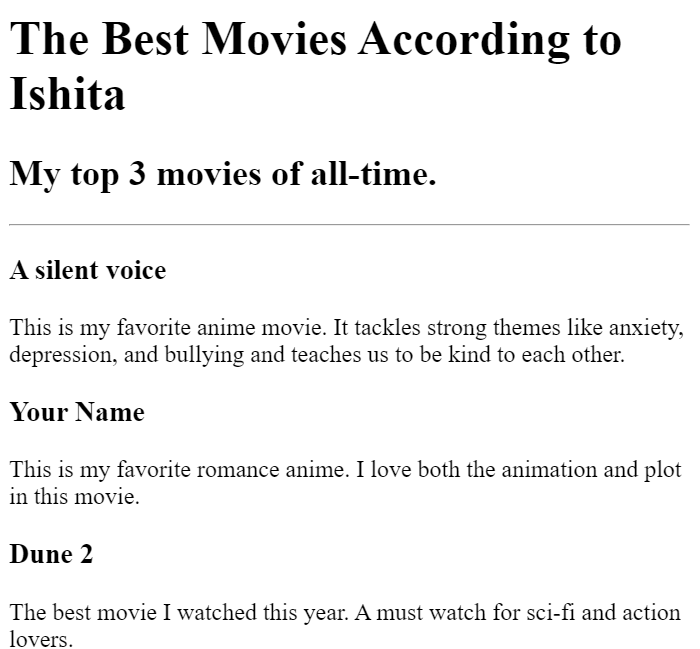 The Best Movies According to
Ishita
My top 3 movies of all-time.
A silent voice
This is my favorite anime movie. It tackles strong themes like anxiety,
depression, and bullying and teaches us to be kind to each other.
Your Name
This is my favorite romance anime. I love both the animation and plot
in this movie.
Dune 2
The best movie I watched this year. A must watch for sci-fi and action
lovers.